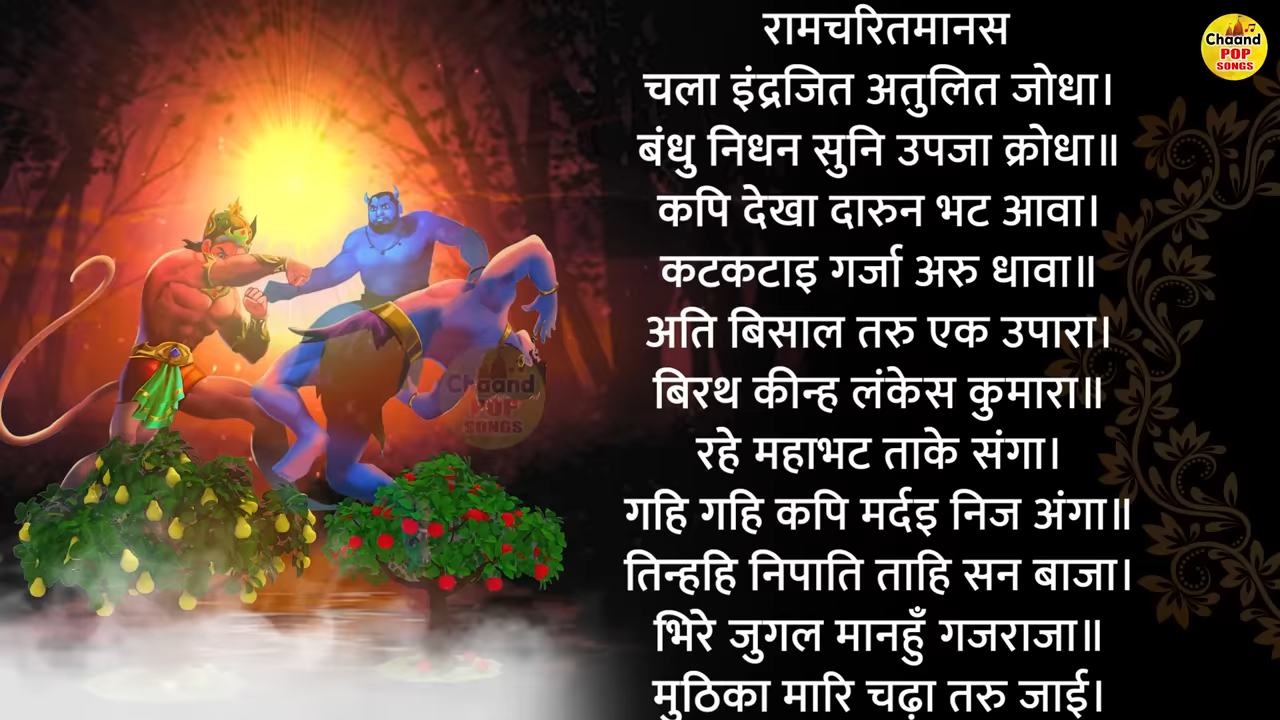 रामचरितमानस
चला इंद्रजित अतुलित जोधा।
बंधु निधन सुनि उपजा क्रोधा॥
कपि देखा दारुन भट आवा।
कटकटाइ गर्जा अरु धावा॥
अति बिसाल तरु एक उपारा।
बिरथ कीन्ह लंकेस कुमारा॥
रहे महाभट ताके संगा।
गहि गहि कपि मर्दइ निज अंगा॥
तिन्हहि निपाति ताहि सन बाजा।
भिरे जुगल मानहुँ गजराजा॥
मुठिका मारि चढ़ा तरु जाई।
Chaand
POP
SONGS
Chaand
POP
SONGS